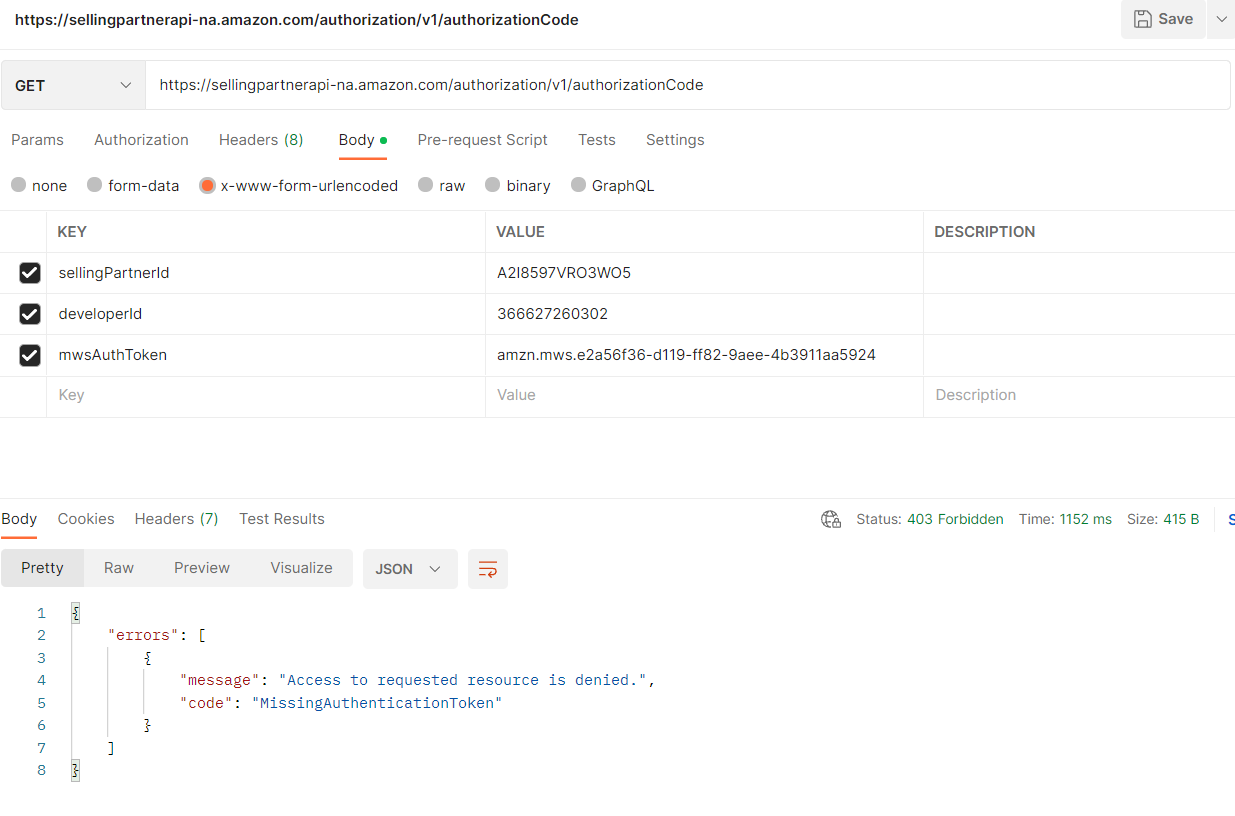 https://sellingpartnerapi-na.amazon.com/authorization/v1/authorizationCode
Save
GET
https://sellingpartnerapi-na.amazon.com/authorization/v1/authorizationCode
Params Authorization Headers (8) Body Pre-request Script Tests Settings
none form-data x-www-form-urlencoded raw binary GraphQL
KEY VALUE DESCRIPTION
sellingPartnerId A2I8597VRO3WO5
developerId 366627260302
mwsAuthToken amzn.mws.e2a56f36-d119-ff82-9aee-4b3911aa5924
Key Value Description
Body Cookies Headers (7) Test Results Status: 403 Forbidden Time: 1152 ms Size: 415 B S
Pretty Raw Preview Visualize JSON
1 {
2 "errors": [
3 {
4 "message": "Access to requested resource is denied.",
5 "code": "MissingAuthenticationToken"
6 }
7 ]
8 }